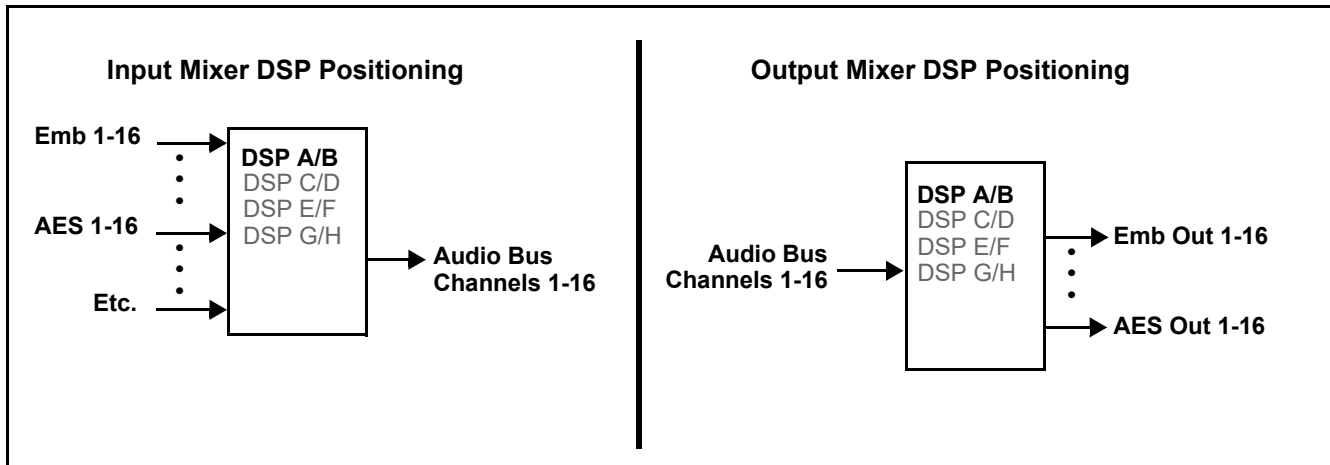 Input Mixer DSP Positioning
Emb 1-16
AES 1-16
Etc.
DSP A/B
DSP C/D
DSP E/F
DSP G/H
Audio Bus
Channels 1-16
Output Mixer DSP Positioning
Audio Bus
Channels 1-16
DSP A/B
DSP C/D
DSP E/F
DSP G/H
Emb Out 1-16
AES Out 1-16